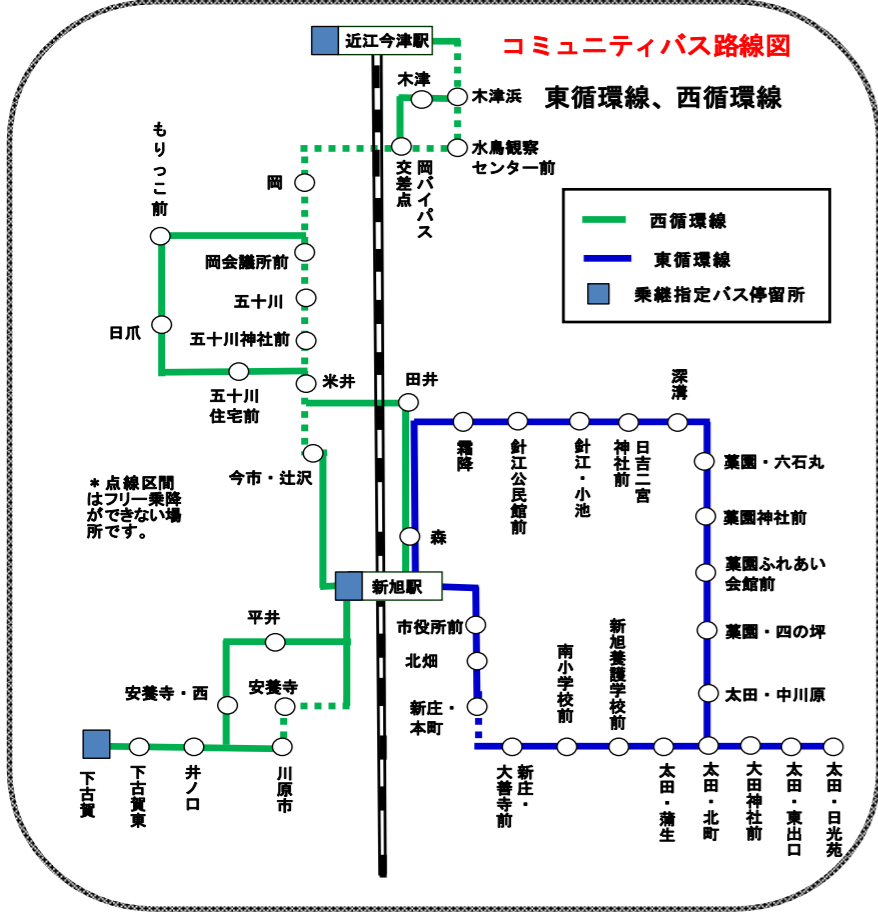 近江今津駅
コミュニティバス路線図
東循環線、西循環線
木津
木津浜
水鳥観察
センター前
岡バイパス
交差点
もりっこ前
岡
岡会議所前
五十川
日爪
五十川神社前
五十川
住宅前
米井
田井
今市・辻沢
西循環線
東循環線
乗継指定バス停留所
*点線区間
はフリー乗降
ができない場
所です。
霜降
針江公民館前
針江・小池
日吉二宮
神社前
深溝
藁園・六石丸
藁園神社前
藁園ふれあい
会館前
藁園・四の坪
太田・中川原
森
新旭駅
市役所前
北畑
新庄・
本町
南小学校前
新旭養護学校前
平井
安養寺・西
安養寺
下古賀
下古賀東
井ノ口
川原市
新庄・
大善寺前
太田・蒲生
太田・北町
大田神社前
太田・東出口
太田・日光苑